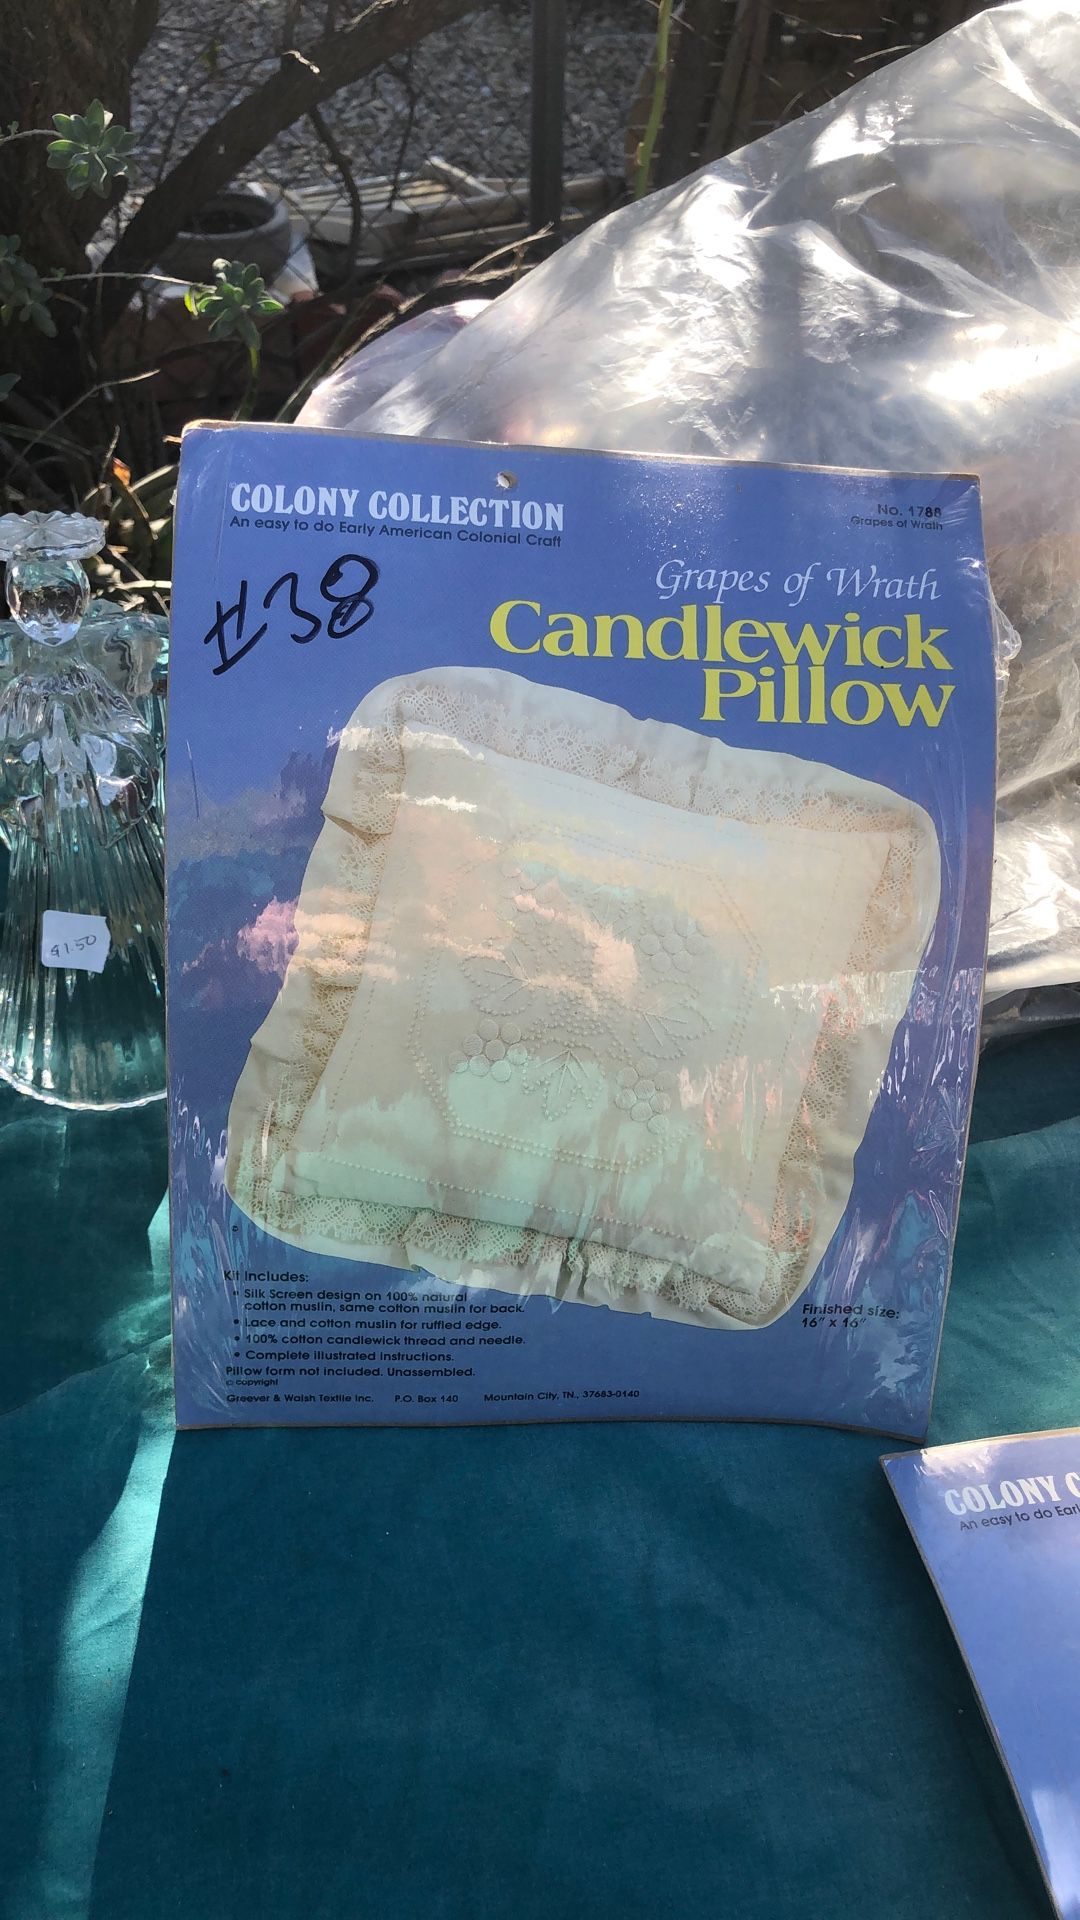 ©COLONY COLLECTION
An easy to do Early American Colonial Craft
No. 1788
Grapes of Wrath
#38
Grapes of Wrath
Candlewick
Pillow
$1.50
©
Kit Includes:
• Silk Screen design on 100% natural
cotton muslin, same cotton muslin for back.
• Lace and cotton muslin for ruffled edge.
• 100% cotton candlewick thread and needle.
• Complete illustrated instructions.
Pillow form not included. Unassembled.
© copyright
Greever & Walsh Textile Inc. P.O. Box 140 Mountain City, TN., 37683-0140
Finished size:
16" x 16"
COLONY C
An easy to do Earl